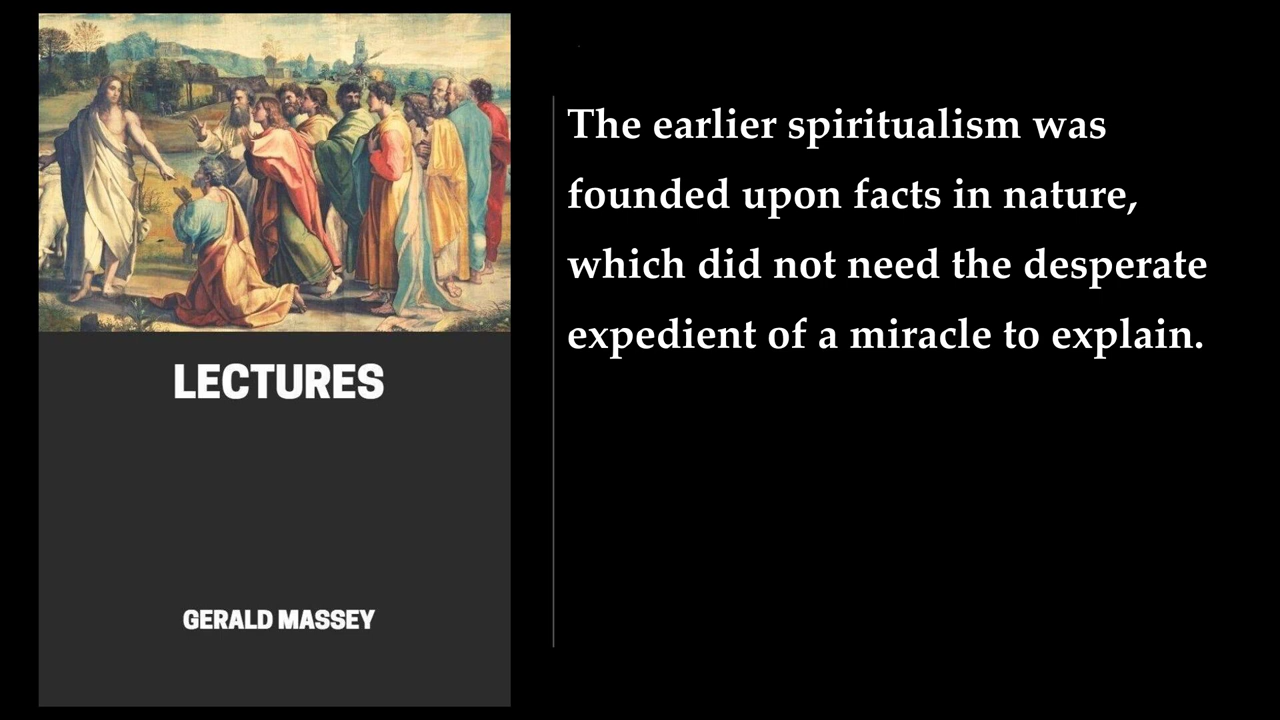 LECTURES
GERALD MASSEY
The earlier spiritualism was
founded upon facts in nature,
which did not need the desperate
expedient of a miracle to explain.